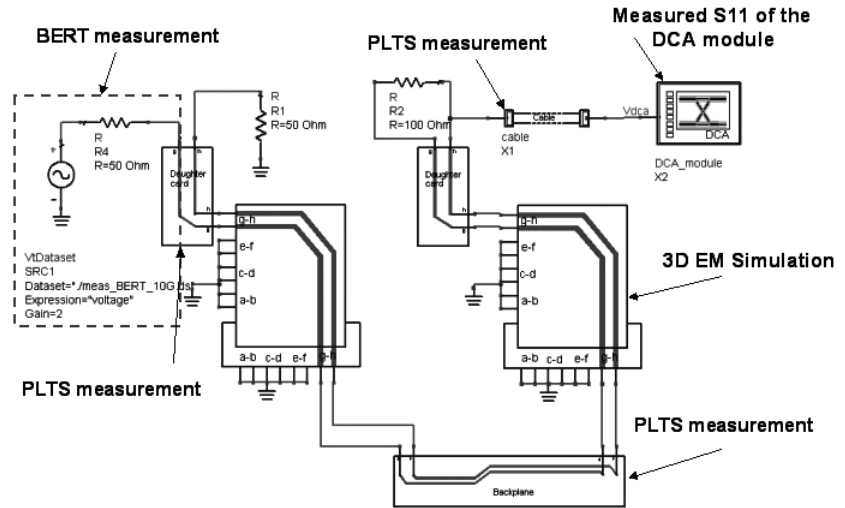 Measured S11 of the
DCA module
BERT measurement
PLTS measurement
R
R4
R=50 Ohm
R
R1
R=50 Ohm
R
R2
R=100 Ohm
Cable
cable
X1
Vdca
DCA
DCA_module
X2
Daughter
card
Daughter
card
g-h
e-f
c-d
a-b
g-h
e-f
c-d
a-b
3D EM Simulation
VtDataset
SRC1
Dataset="./meas_BERT_10G.ds
Expression="voltage"
Gain=2
a-b c-d e-f g-h
a-b c-d e-f g-h
PLTS measurement
PLTS measurement
Backplane